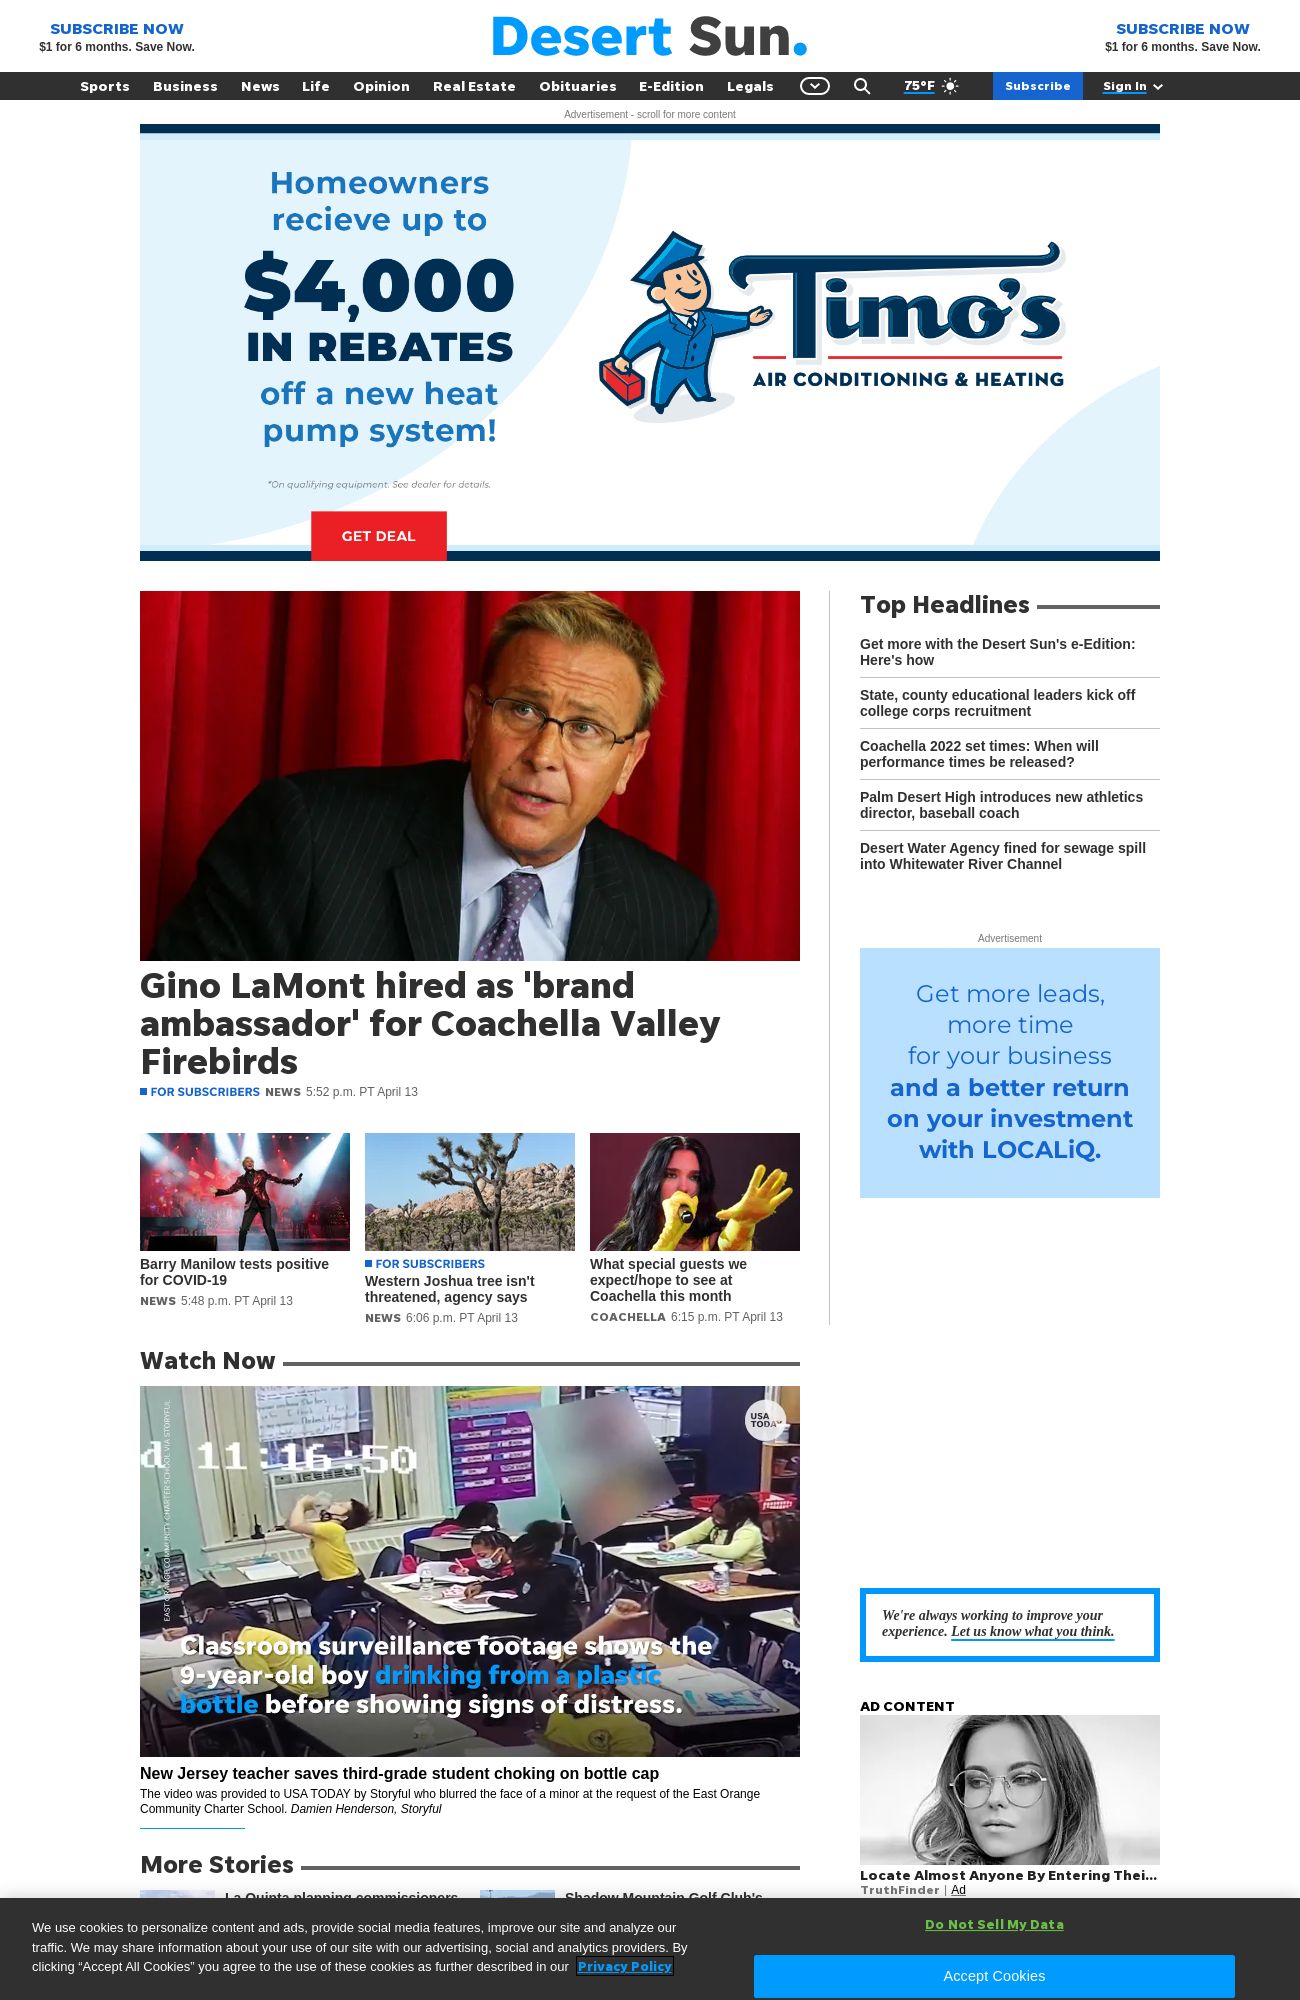 SUBSCRIBE NOW
$1 for 6 months. Save Now.
Desert Sun.
SUBSCRIBE NOW
$1 for 6 months. Save Now.
Sports Business News Life Opinion Real Estate Obituaries E-Edition Legals 75°F Subscribe Sign In
Advertisement - scroll for more content
Homeowners
recieve up to
$4,000
IN REBATES
off a new heat
pump system!
*On qualifying equipment. See dealer for details.
GET DEAL
Timo's
AIR CONDITIONING & HEATING
Gino LaMont hired as 'brand
ambassador' for Coachella Valley
Firebirds
FOR SUBSCRIBERS NEWS 5:52 p.m. PT April 13
Barry Manilow tests positive
for COVID-19
NEWS 5:48 p.m. PT April 13
FOR SUBSCRIBERS
Western Joshua tree isn't
threatened, agency says
NEWS 6:06 p.m. PT April 13
What special guests we
expect/hope to see at
Coachella this month
COACHELLA 6:15 p.m. PT April 13
Top Headlines
Get more with the Desert Sun's e-Edition:
Here's how
State, county educational leaders kick off
college corps recruitment
Coachella 2022 set times: When will
performance times be released?
Palm Desert High introduces new athletics
director, baseball coach
Desert Water Agency fined for sewage spill
into Whitewater River Channel
Advertisement
Get more leads,
more time
for your business
and a better return
on your investment
with LOCALiQ.
Watch Now
d 11:16:50
USA
TODAY
EAST ORANGE COMMUNITY CHARTER SCHOOL VIA STORYFUL
Classroom surveillance footage shows the
9-year-old boy drinking from a plastic
bottle before showing signs of distress.
New Jersey teacher saves third-grade student choking on bottle cap
The video was provided to USA TODAY by Storyful who blurred the face of a minor at the request of the East Orange
Community Charter School. Damien Henderson, Storyful
We're always working to improve your
experience. Let us know what you think.
AD CONTENT
Locate Almost Anyone By Entering Thei...
TruthFinder | Ad
More Stories
La Quinta planning commissioners
Shadow Mountain Golf Club's
We use cookies to personalize content and ads, provide social media features, improve our site and analyze our
traffic. We may share information about your use of our site with our advertising, social and analytics providers. By
clicking “Accept All Cookies” you agree to the use of these cookies as further described in our Privacy Policy
Do Not Sell My Data
Accept Cookies